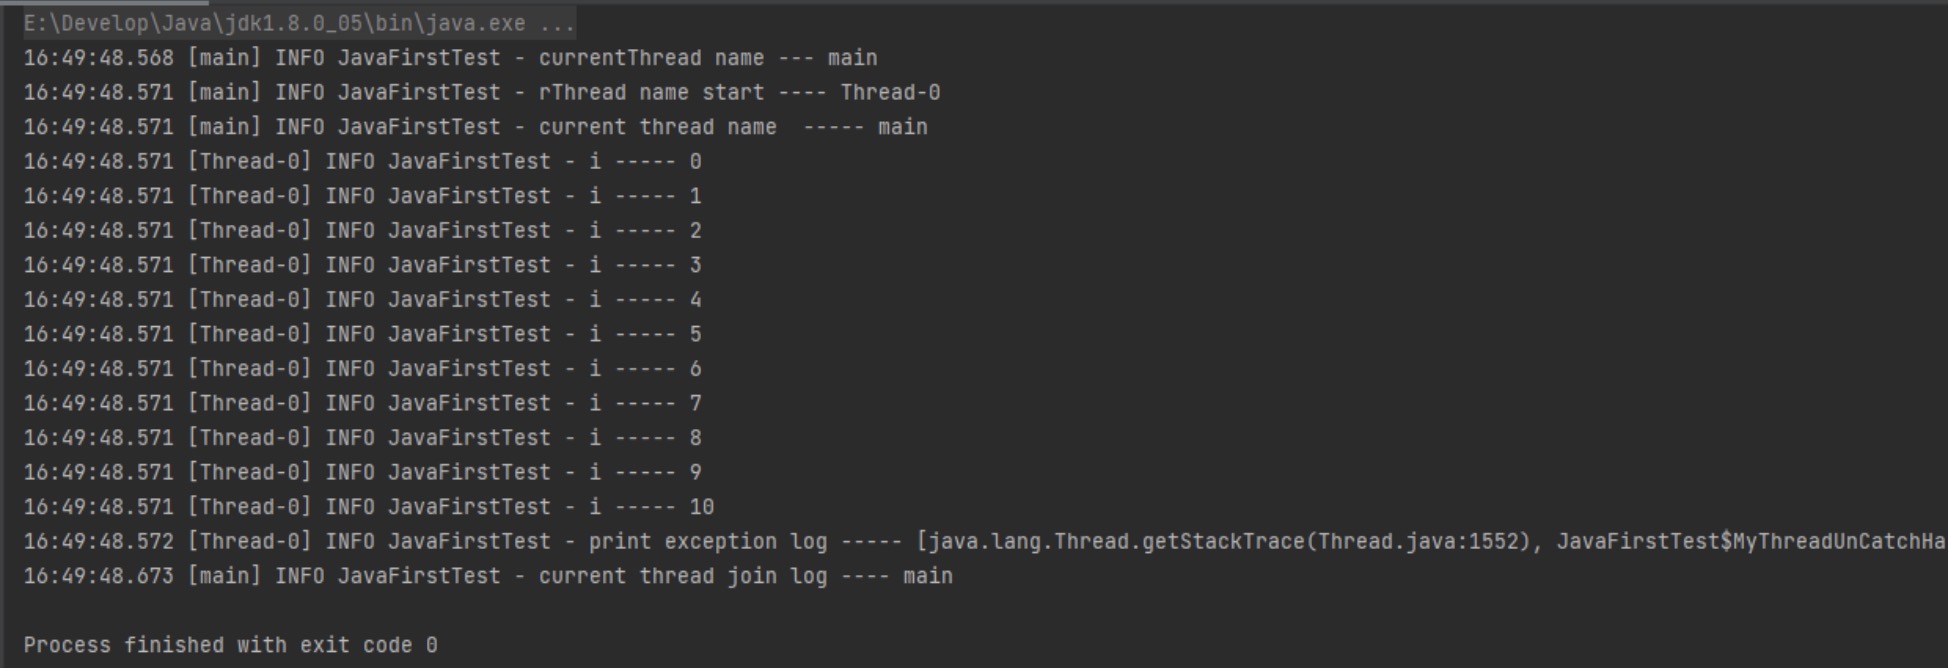 E:\Develop\Java\jdk1.8.0_05\bin\java.exe ...
16:49:48.568 [main] INFO JavaFirstTest - currentThread name --- main
16:49:48.571 [main] INFO JavaFirstTest - rThread name start ---- Thread-0
16:49:48.571 [main] INFO JavaFirstTest - current thread name  ----- main
16:49:48.571 [Thread-0] INFO JavaFirstTest - i ----- 0
16:49:48.571 [Thread-0] INFO JavaFirstTest - i ----- 1
16:49:48.571 [Thread-0] INFO JavaFirstTest - i ----- 2
16:49:48.571 [Thread-0] INFO JavaFirstTest - i ----- 3
16:49:48.571 [Thread-0] INFO JavaFirstTest - i ----- 4
16:49:48.571 [Thread-0] INFO JavaFirstTest - i ----- 5
16:49:48.571 [Thread-0] INFO JavaFirstTest - i ----- 6
16:49:48.571 [Thread-0] INFO JavaFirstTest - i ----- 7
16:49:48.571 [Thread-0] INFO JavaFirstTest - i ----- 8
16:49:48.571 [Thread-0] INFO JavaFirstTest - i ----- 9
16:49:48.571 [Thread-0] INFO JavaFirstTest - i ----- 10
16:49:48.572 [Thread-0] INFO JavaFirstTest - print exception log ----- [java.lang.Thread.getStackTrace(Thread.java:1552), JavaFirstTest$MyThreadUnCatchHa
16:49:48.673 [main] INFO JavaFirstTest - current thread join log ---- main
Process finished with exit code 0